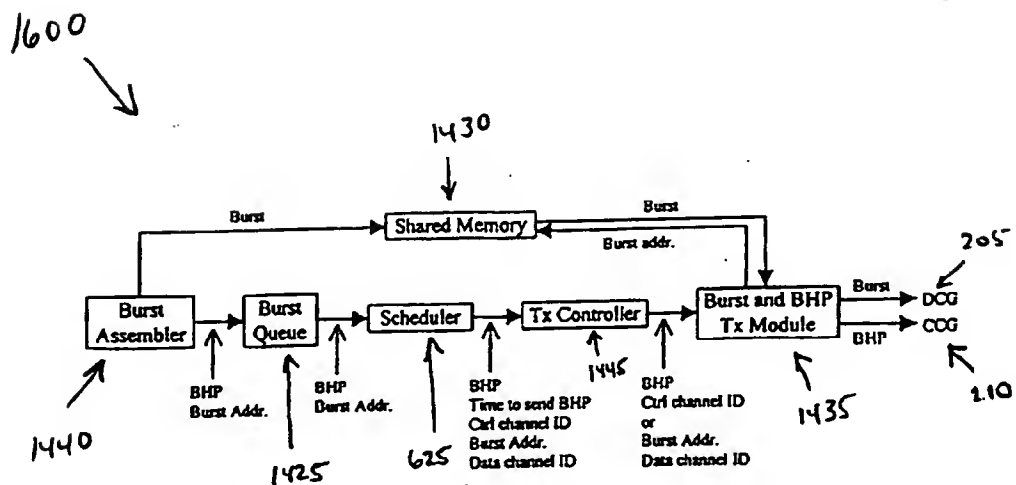 1600
1430
Burst
Shared Memory
Burst
Burst addr.
205
Burst
Assembler
Burst
Queue
Scheduler
Tx Controller
Burst and BHP
Tx Module
Burst
DCG
BHP
CCG
BHP
Burst Addr.
BHP
Burst Addr.
BHP
Time to send BHP
Ctrl channel ID
Burst Addr.
Data channel ID
1445
BHP
Ctrl channel ID
or
Burst Addr.
Data channel ID
1435
210
1440
1425
625